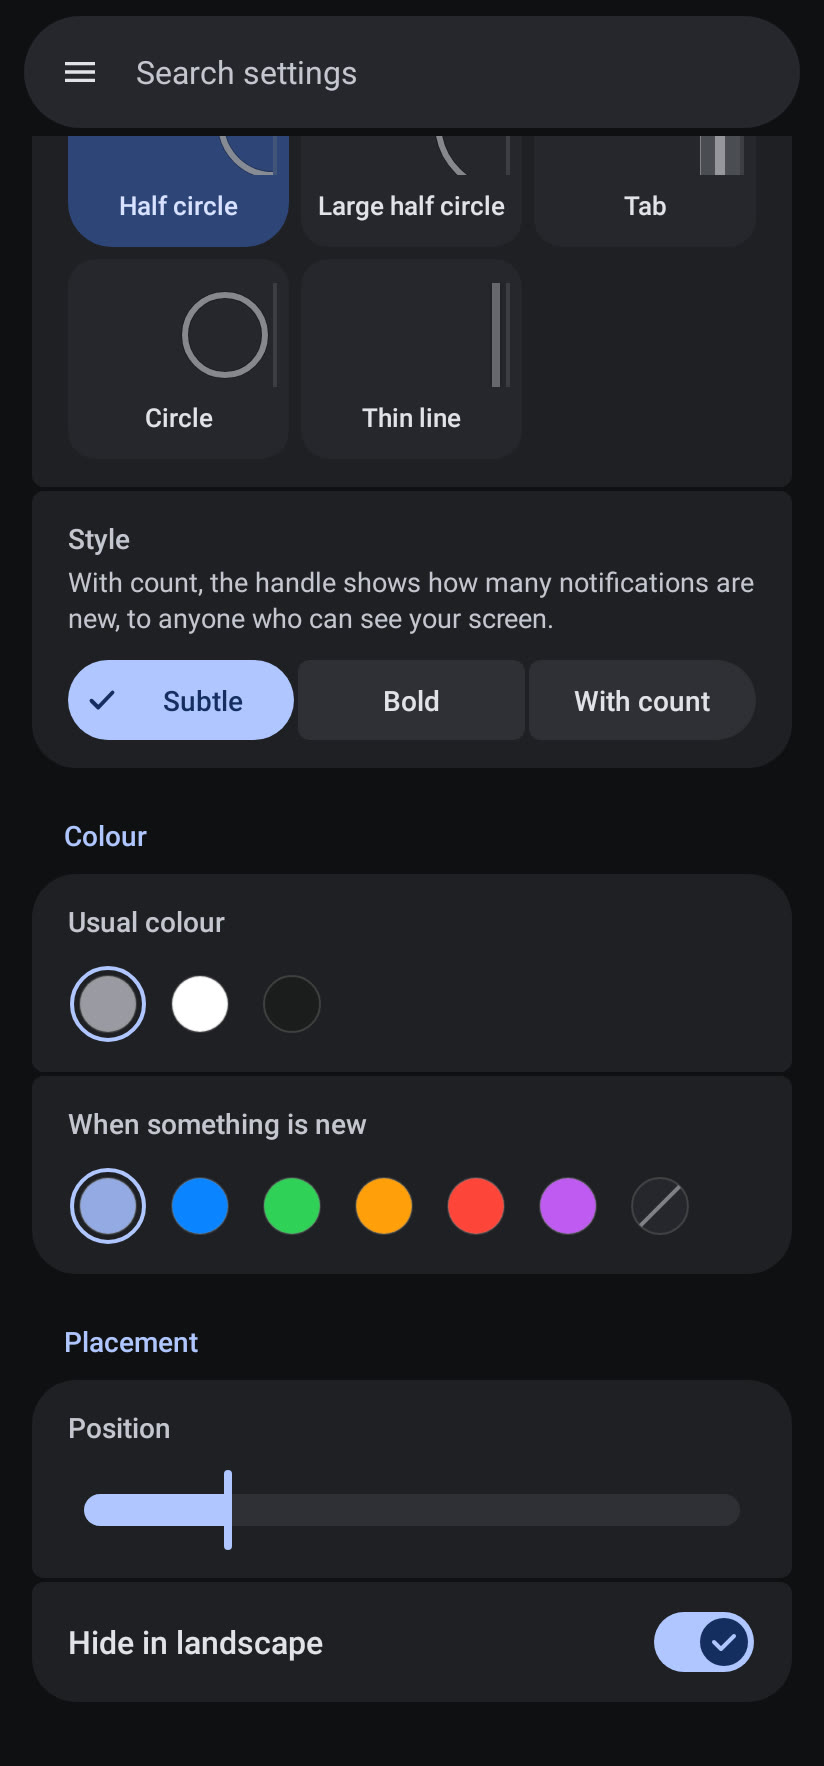 Search settings
Half circle
Large half circle
Tab
Circle
Thin line
Style
With count, the handle shows how many notifications are
new, to anyone who can see your screen.
Subtle
Bold
With count
Colour
Usual colour
When something is new
Placement
Position
Hide in landscape